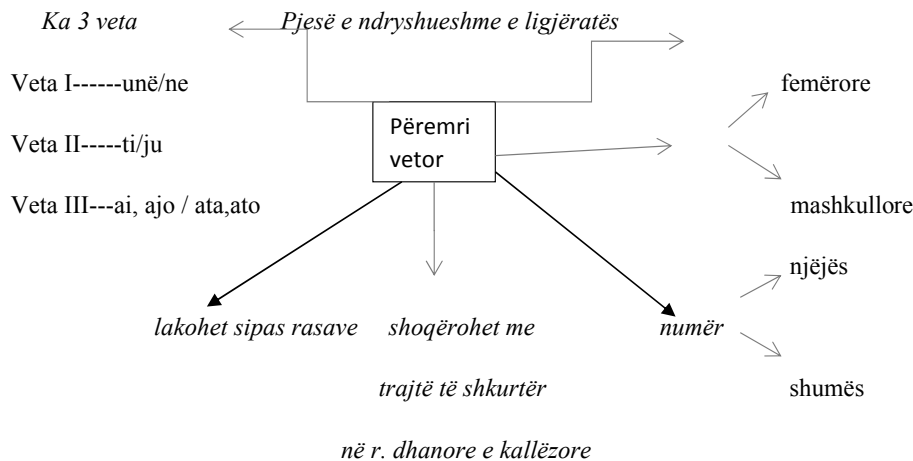 Ka 3 veta
Pjesë e ndryshueshme e ligjëratës
Veta I------unë/ne
femërore
Përemri
vetor
Veta II-----ti/ju
Veta III---ai, ajo / ata,ato
mashkullore
njëjës
lakohet sipas rasave
shoqërohet me
numër
trajtë të shkurtër
shumës
në r. dhanore e kallëzore